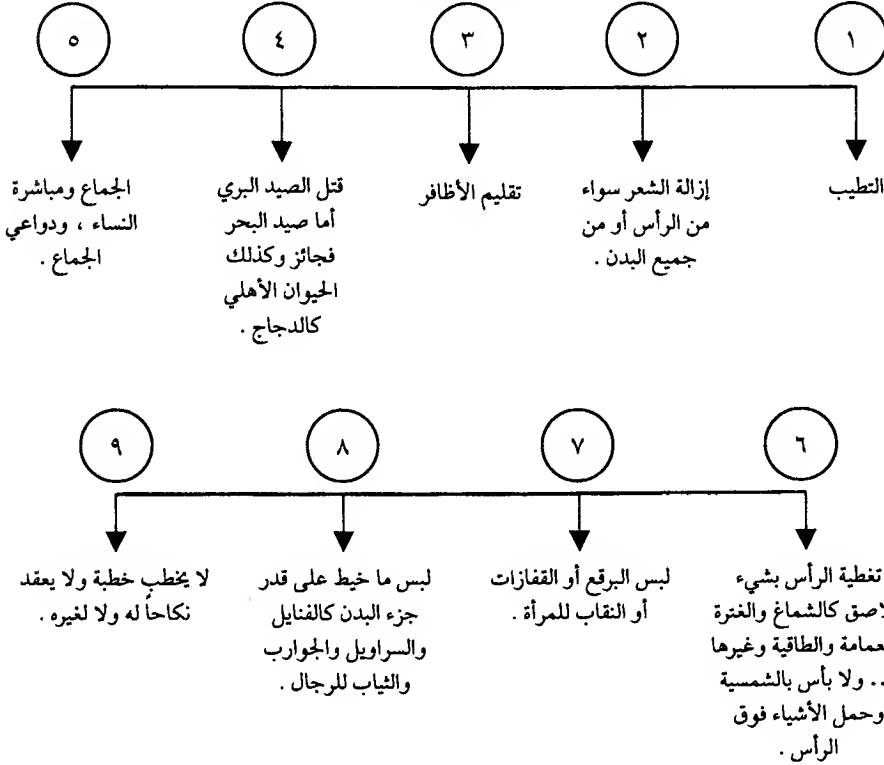 ١
التطيب
٢
إزالة الشعر سواء
من الرأس أو من
جميع البدن .
٣
تقليم الأظافر
٤
قتل الصيد البري
أما صيد البحر
فجائز وكذلك
الحيوان الأهلي
كالدجاج .
٥
الجماع ومباشرة
النساء ، ودواعي
الجماع .
٦
تغطية الرأس بشيء
لاصق كالشماغ والغترة
لعمامة والطاقية وغيرها
.. ولا بأس بالشمسية
وحمل الأشياء فوق
الرأس .
٧
لبس البرقع أو القفازات
أو النقاب للمرأة .
٨
لبس ما خيط على قدر
جزء البدن كالفنايل
والسراويل والجوارب
والثياب للرجال .
٩
لا يخطب خطبة ولا يعقد
نكاحاً له ولا لغيره .